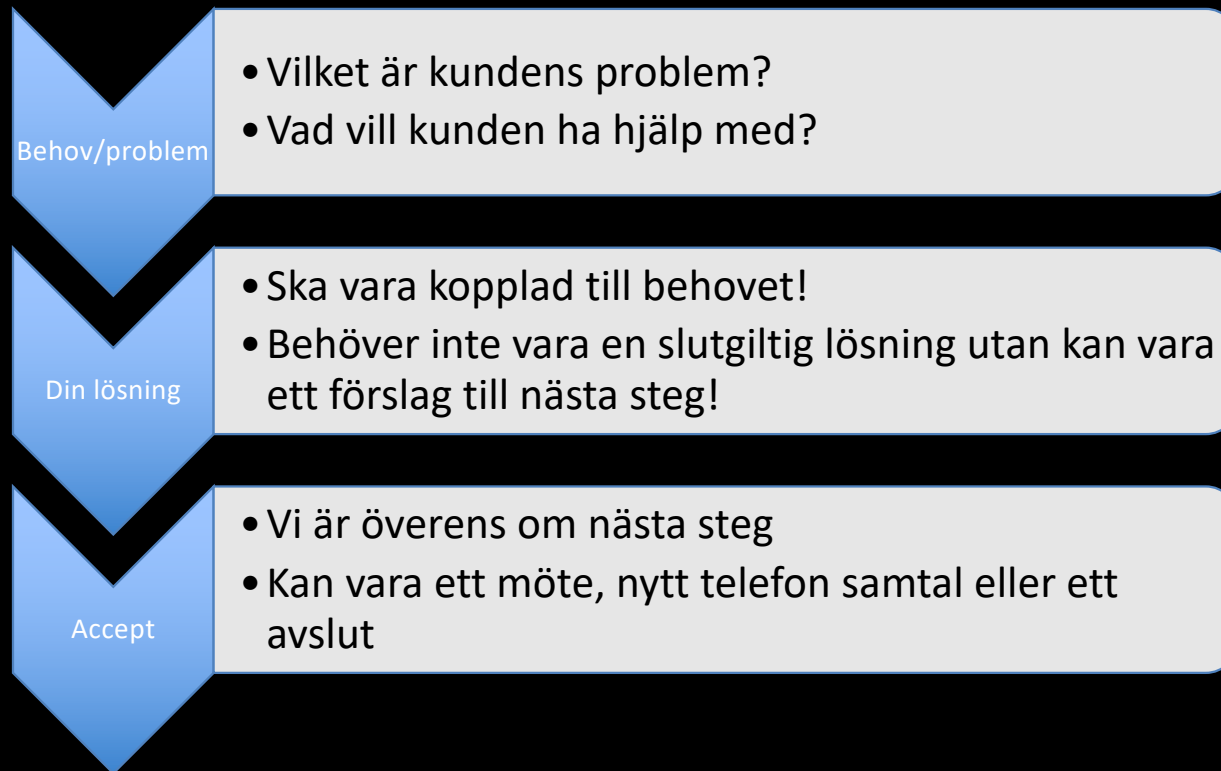 Behov/problem
• Vilket är kundens problem?
• Vad vill kunden ha hjälp med?
Din lösning
• Ska vara kopplad till behovet!
• Behöver inte vara en slutgiltig lösning utan kan vara
ett förslag till nästa steg!
Accept
• Vi är överens om nästa steg
• Kan vara ett möte, nytt telefon samtal eller ett
avslut